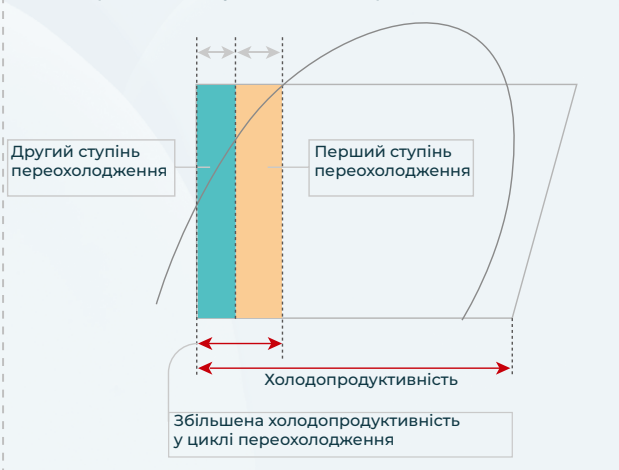 Другий ступінь
переохолодження
Перший ступінь
переохолодження
Холодопродуктивність
Збільшена холодопродуктивність
у циклі переохолодження